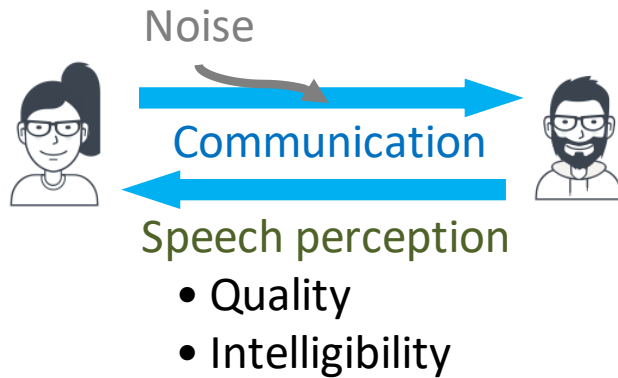 Noise
Communication
Speech perception
• Quality
• Intelligibility